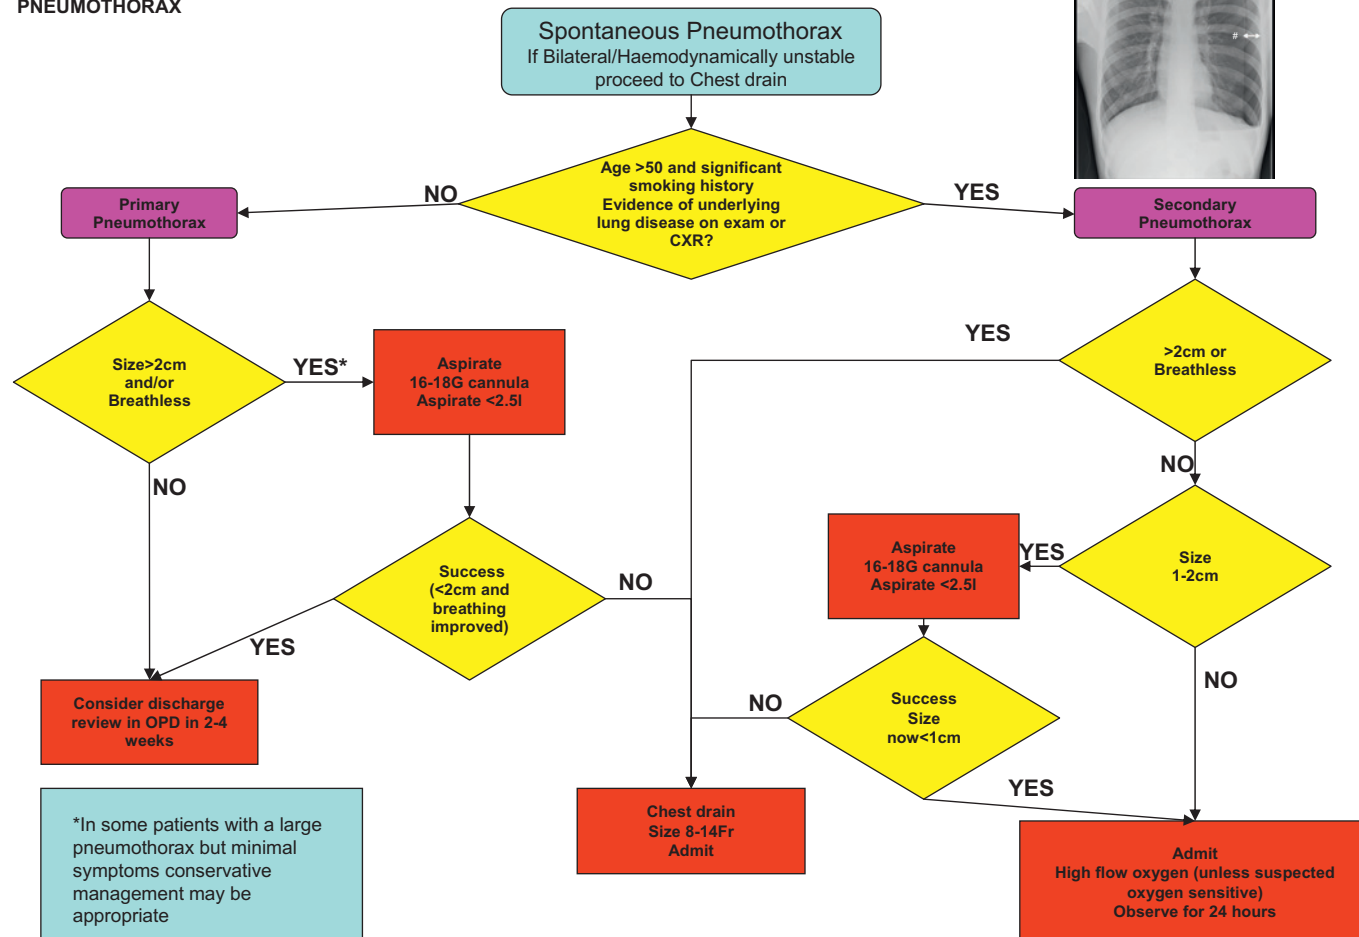 PNEUMOTHORAX
Spontaneous Pneumothorax
If Bilateral/Haemodynamically unstable
proceed to Chest drain
#
Age >50 and significant
smoking history
Evidence of underlying
lung disease on exam or
CXR?
NO
YES
Primary
Pneumothorax
Secondary
Pneumothorax
Size>2cm
and/or
Breathless
YES*
NO
Aspirate
16-18G cannula
Aspirate <2.5l
Success
(<2cm and
breathing
improved)
YES
NO
Consider discharge
review in OPD in 2-4
weeks
>2cm or
Breathless
YES
NO
Size
1-2cm
YES
NO
Aspirate
16-18G cannula
Aspirate <2.5l
Success
Size
now<1cm
NO
YES
Chest drain
Size 8-14Fr
Admit
Admit
High flow oxygen (unless suspected
oxygen sensitive)
Observe for 24 hours
*In some patients with a large
pneumothorax but minimal
symptoms conservative
management may be
appropriate